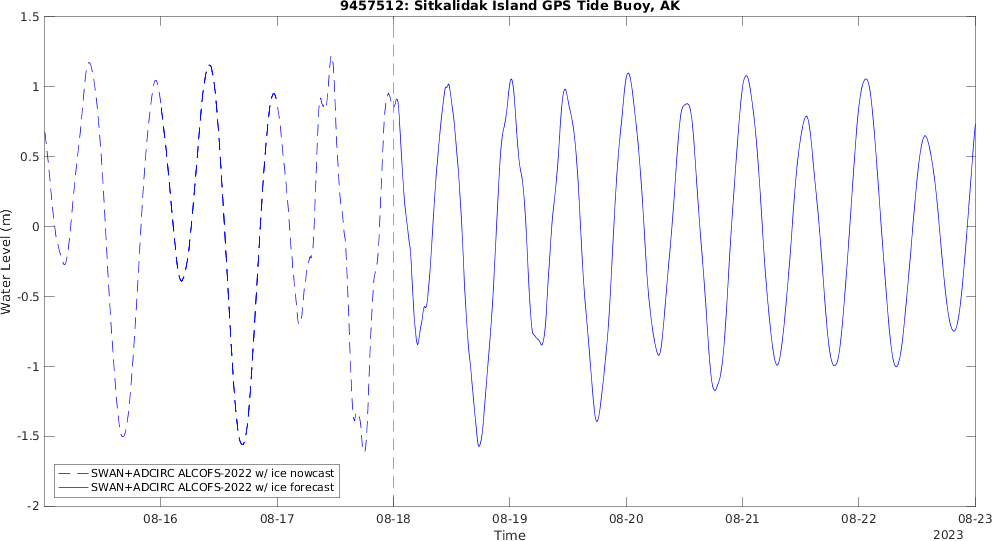 9457512: Sitkalidak Island GPS Tide Buoy, AK
1.5
1
0.5
0
-0.5
-1
-1.5
-2
Water Level (m)
SWAN+ADCIRC ALCOFS-2022 w/ ice nowcast
SWAN+ADCIRC ALCOFS-2022 w/ ice forecast
08-16 08-17 08-18 08-19 08-20 08-21 08-22 08-23
Time
2023